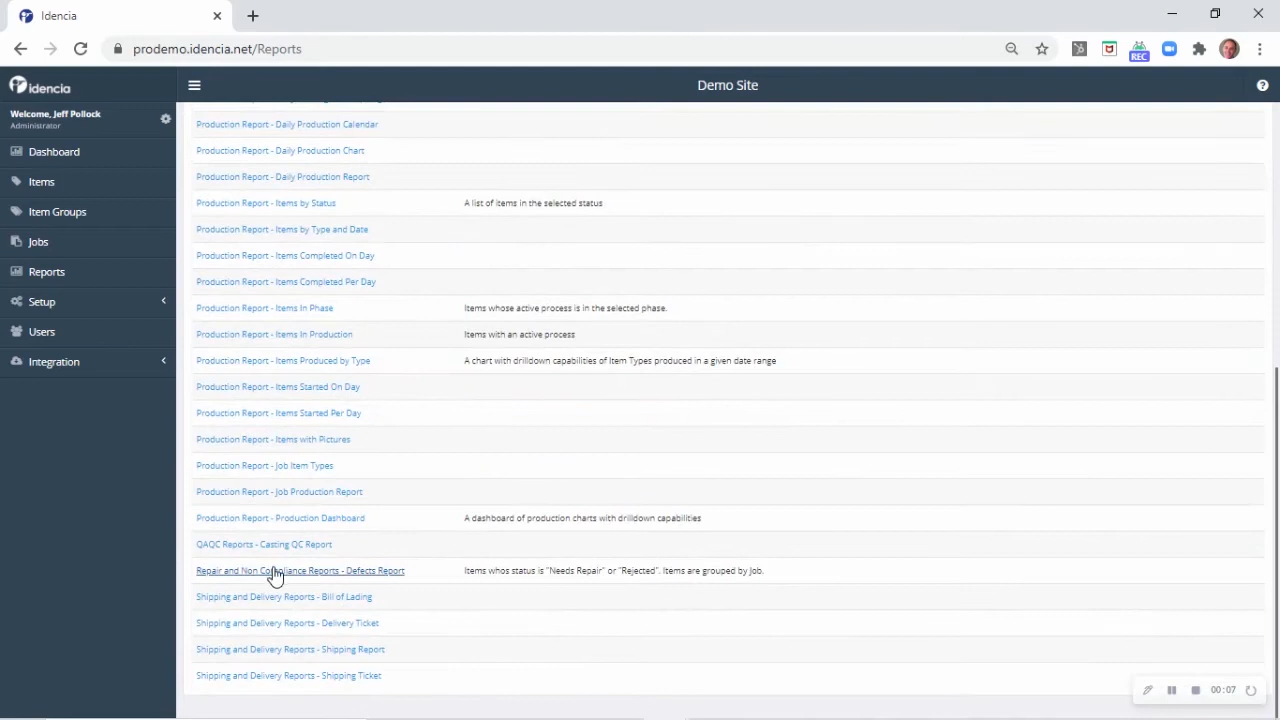 Idencia
prodemo.idencia.net/Reports
REC
idencia
Demo Site
Welcome, Jeff Pollock
Administrator
Dashboard
Items
Item Groups
Jobs
Reports
Setup
Users
Integration
Production Report - Daily Production Calendar
Production Report - Daily Production Chart
Production Report - Daily Production Report
Production Report - Items by Status A list of items in the selected status
Production Report - Items by Type and Date
Production Report - Items Completed On Day
Production Report - Items Completed Per Day
Production Report - Items In Phase Items whose active process is in the selected phase.
Production Report - Items In Production Items with an active process
Production Report - Items Produced by Type A chart with drilldown capabilities of Item Types produced in a given date range
Production Report - Items Started On Day
Production Report - Items Started Per Day
Production Report - Items with Pictures
Production Report - Job Item Types
Production Report - Job Production Report
Production Report - Production Dashboard A dashboard of production charts with drilldown capabilities
QAQC Reports - Casting QC Report
Repair and Non Compliance Reports - Defects Report Items whos status is "Needs Repair" or "Rejected". Items are grouped by Job.
Shipping and Delivery Reports - Bill of Lading
Shipping and Delivery Reports - Delivery Ticket
Shipping and Delivery Reports - Shipping Report
Shipping and Delivery Reports - Shipping Ticket
00:07